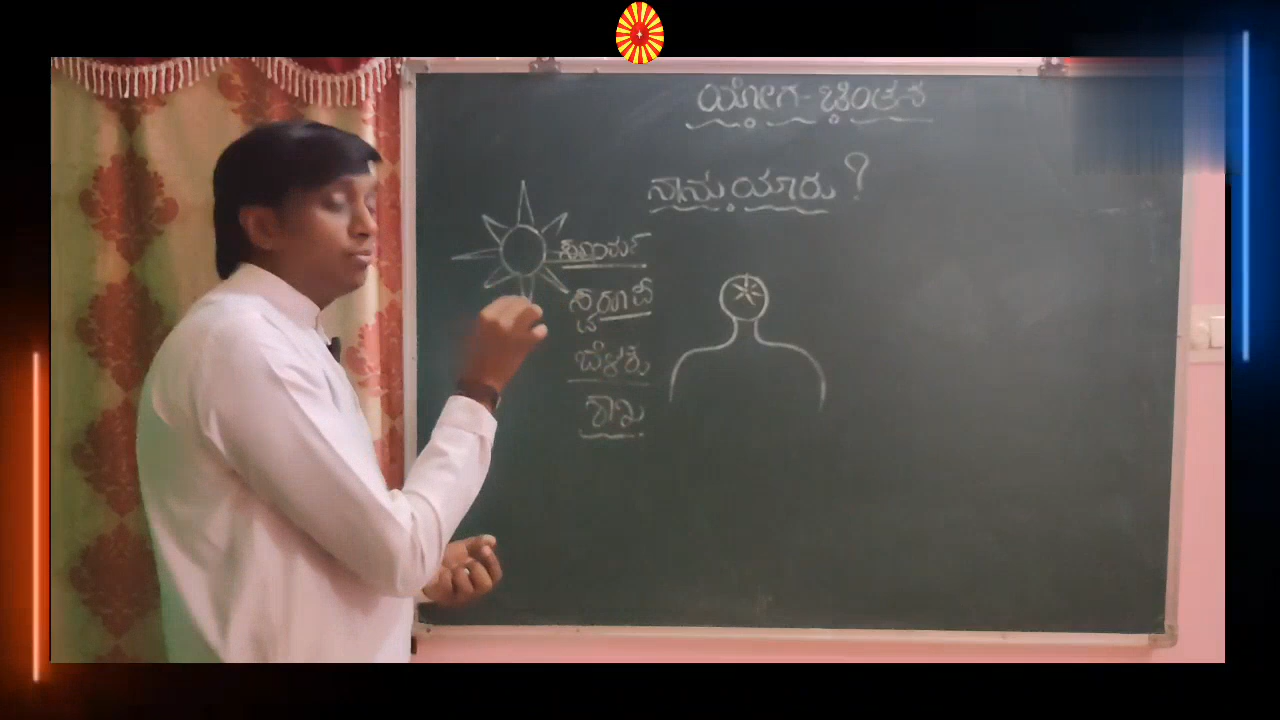 ಯೋಗ-ಚಿಂತನ
ನಾನು ಯಾರು?
ಸೂರ್ಯ
ಸ್ವರೂಪಿ
ಬೆಳಕು
ಶಾಖ